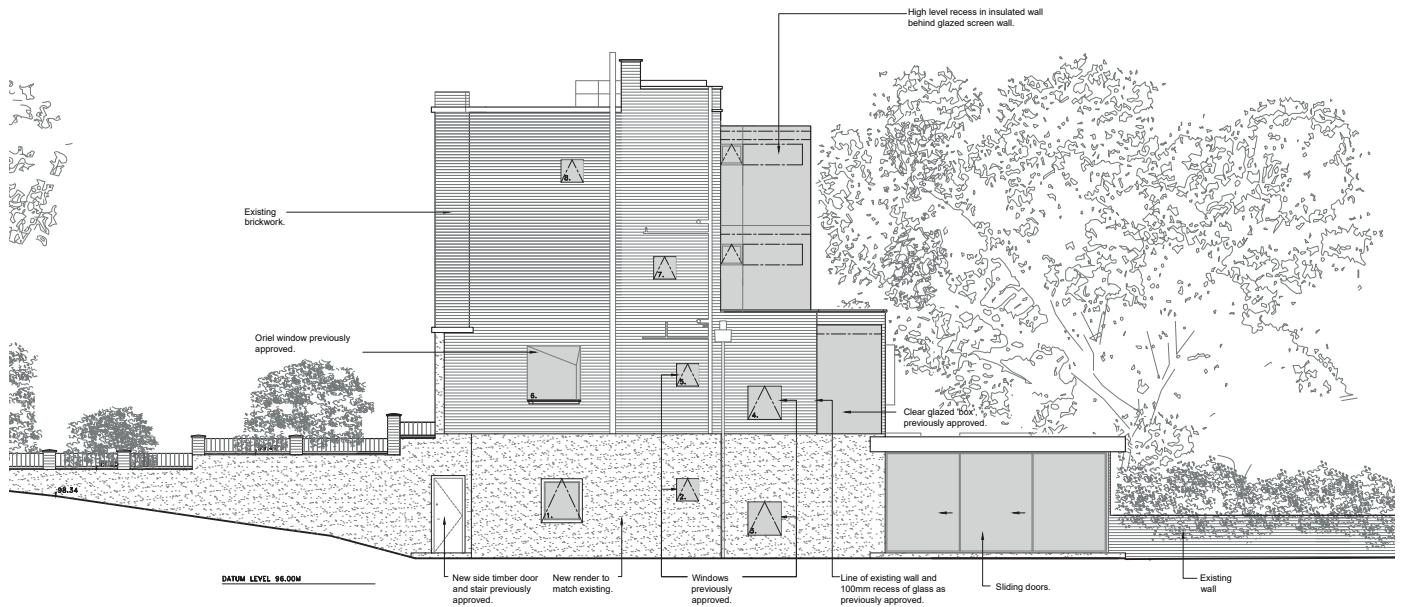 High level recess in insulated wall
behind glazed screen wall.
8.
Existing
brickwork.
7.
Oriel window previously
approved.
5.
6.
4.
Clear glazed 'box'
previously approved.
98.34
2.
1.
3.
DATUM LEVEL 96.00M
New side timber door
and stair previously
approved.
New render to
match existing.
Windows
previously
approved.
Line of existing wall and
100mm recess of glass as
previously approved.
Sliding doors.
Existing
wall